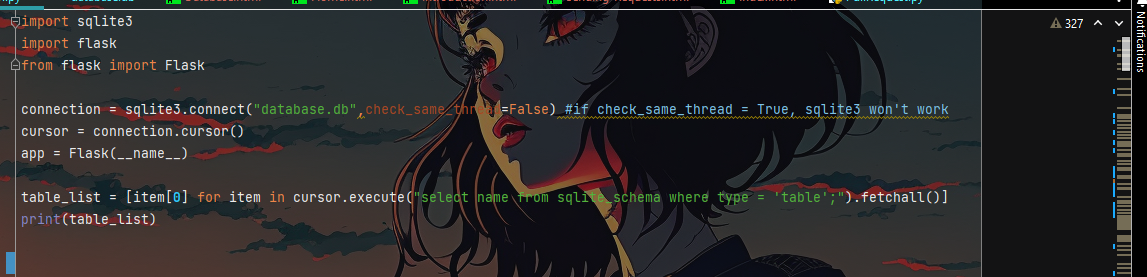 327
Notifications
import sqlite3
import flask
from flask import Flask
connection = sqlite3.connect("database.db",check_same_thread=False) #if check_same_thread = True, sqlite3 won't work
cursor = connection.cursor()
app = Flask(__name__)
table_list = [item[0] for item in cursor.execute("select name from sqlite_schema where type = 'table';").fetchall()]
print(table_list)